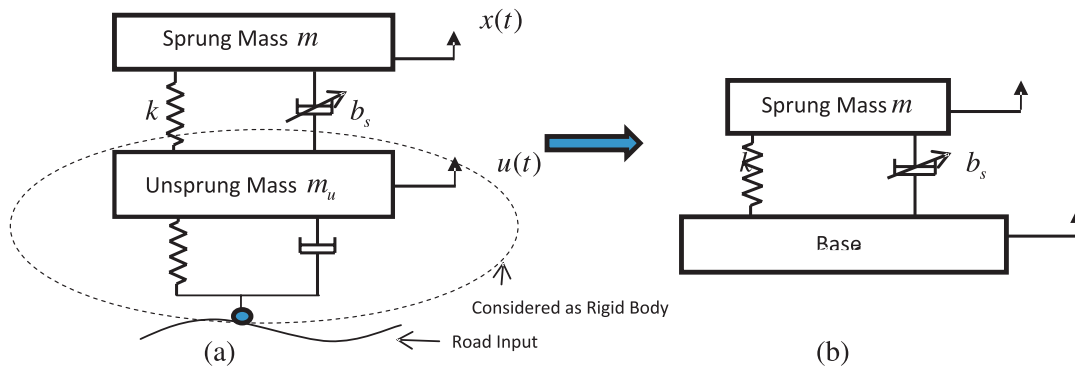 x(t)
Sprung Mass m
k
b_s
u(t)
Unsprung Mass m_u
Considered as Rigid Body
Road Input
(a)
Sprung Mass m
k
b_s
Base
(b)